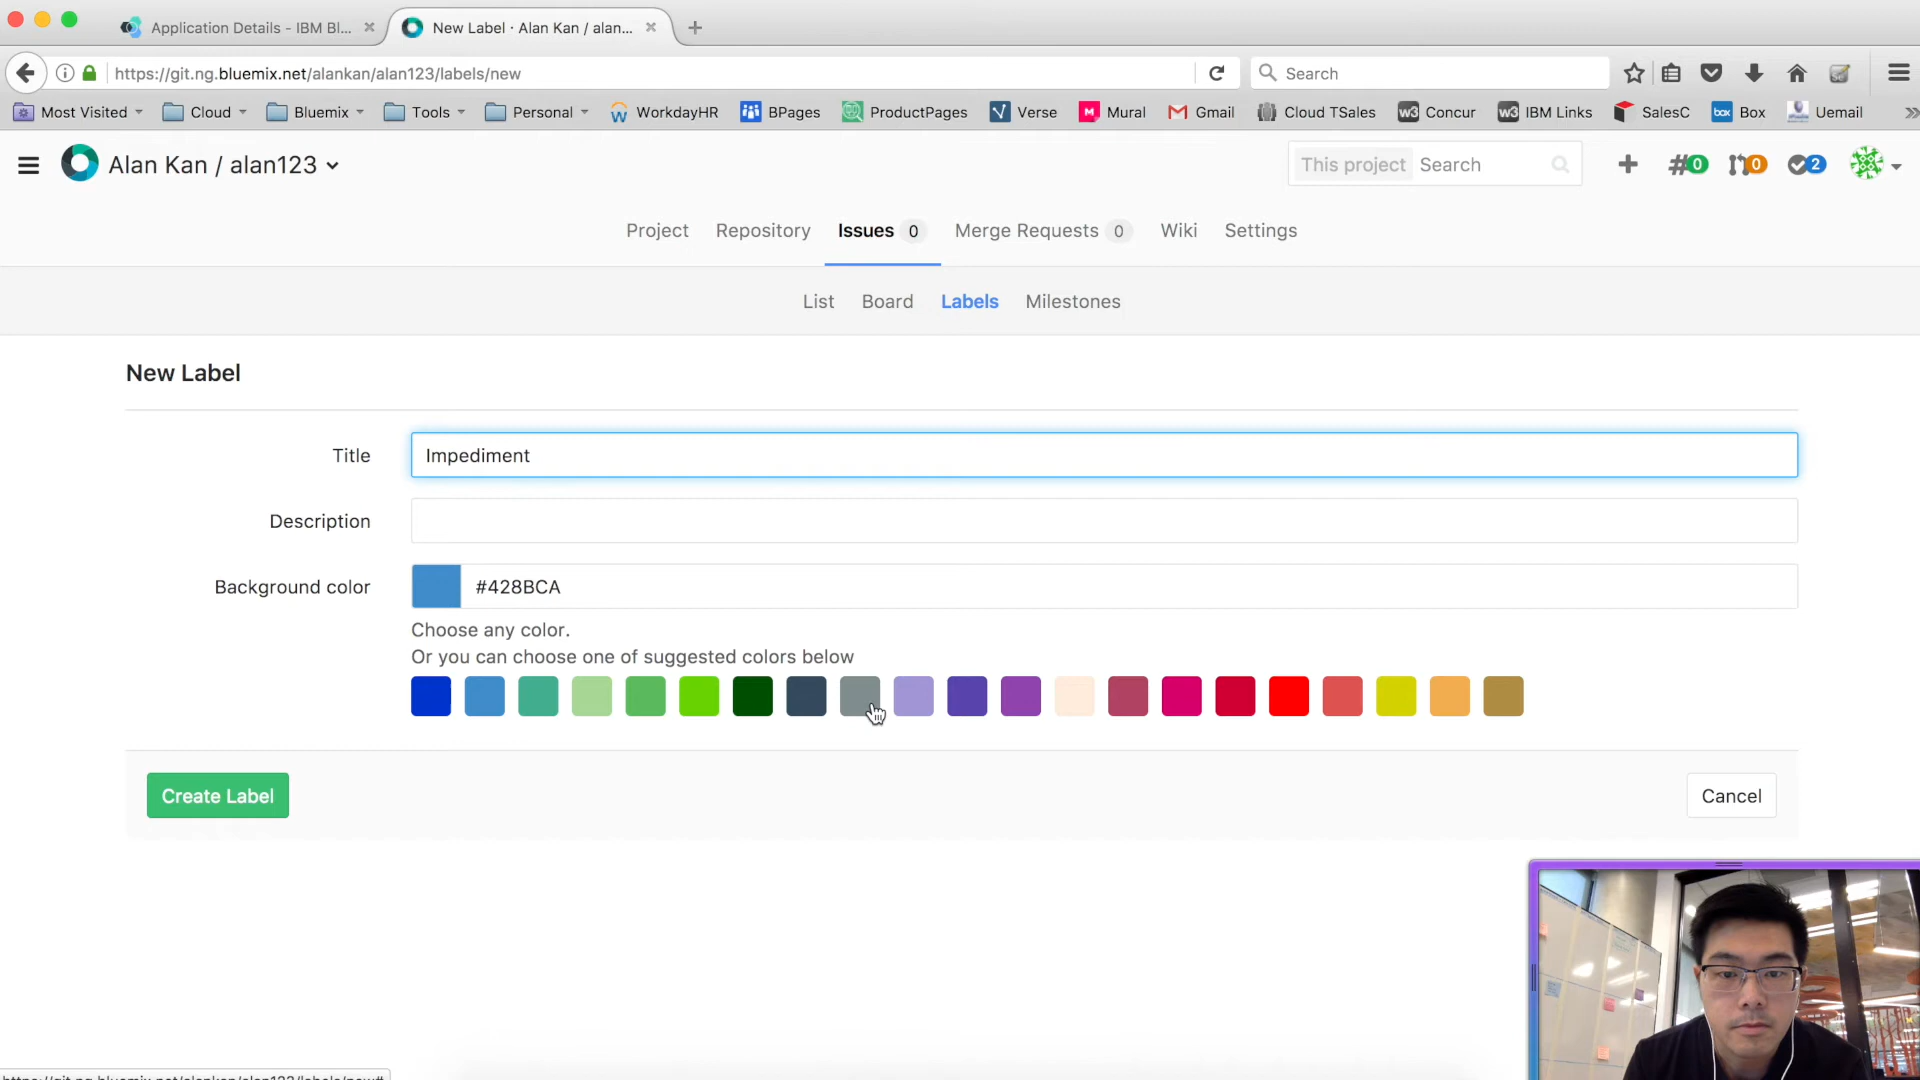 Application Details - IBM Bl...
New Label · Alan Kan / alan...
https://git.ng.bluemix.net/alankan/alan123/labels/new
Search
Most Visited
Cloud
Bluemix
Tools
Personal
WorkdayHR
BPages
ProductPages
Verse
Mural
Gmail
Cloud TSales
w3 Concur
w3 IBM Links
SalesC
box Box
Uemail
Alan Kan / alan123
This project Search
0
0
2
Project
Repository
Issues 0
Merge Requests 0
Wiki
Settings
List
Board
Labels
Milestones
New Label
Title
Impediment
Description
Background color
#428BCA
Choose any color.
Or you can choose one of suggested colors below
Create Label
Cancel